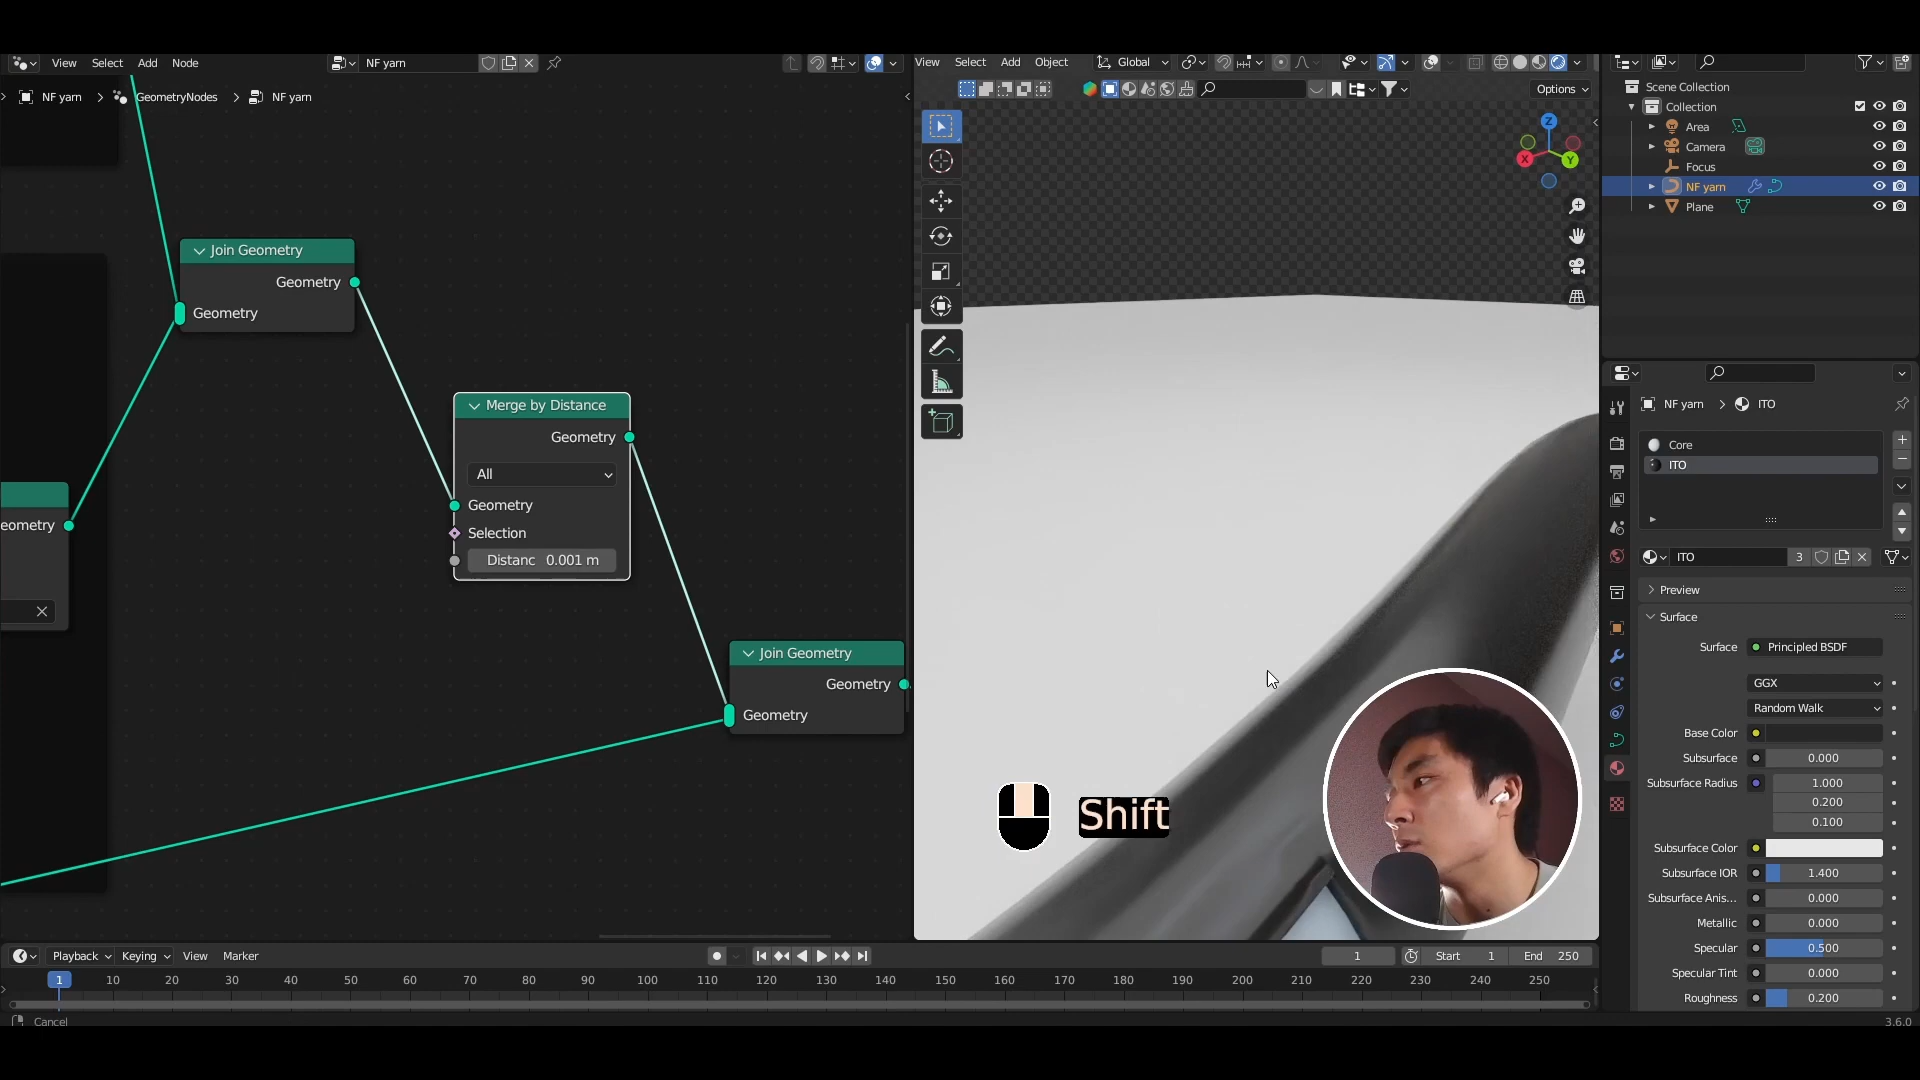 View Select Add Node NF yarn
NF yarn GeometryNodes NF yarn
Join Geometry
Geometry
Geometry
Merge by Distance
Geometry
All
Geometry
Selection
Distanc 0.001 m
eometry
Join Geometry
Geometry
Geometry
View Select Add Object Global
Options
Z
X
Y
Shift
Scene Collection
Collection
Area
Camera
Focus
NF yarn
Plane
NF yarn ITO
Core
ITO
ITO 3
Preview
Surface
Surface Principled BSDF
GGX
Random Walk
Base Color
Subsurface 0.000
Subsurface Radius 1.000
0.200
0.100
Subsurface Color
Subsurface IOR 1.400
Subsurface Anis... 0.000
Metallic 0.000
Specular 0.500
Specular Tint 0.000
Roughness 0.200
Playback Keying View Marker 1 Start 1 End 250
1 10 20 30 40 50 60 70 80 90 100 110 120 130 140 150 160 170 180 190 200 210 220 230 240 250
Cancel
3.6.0